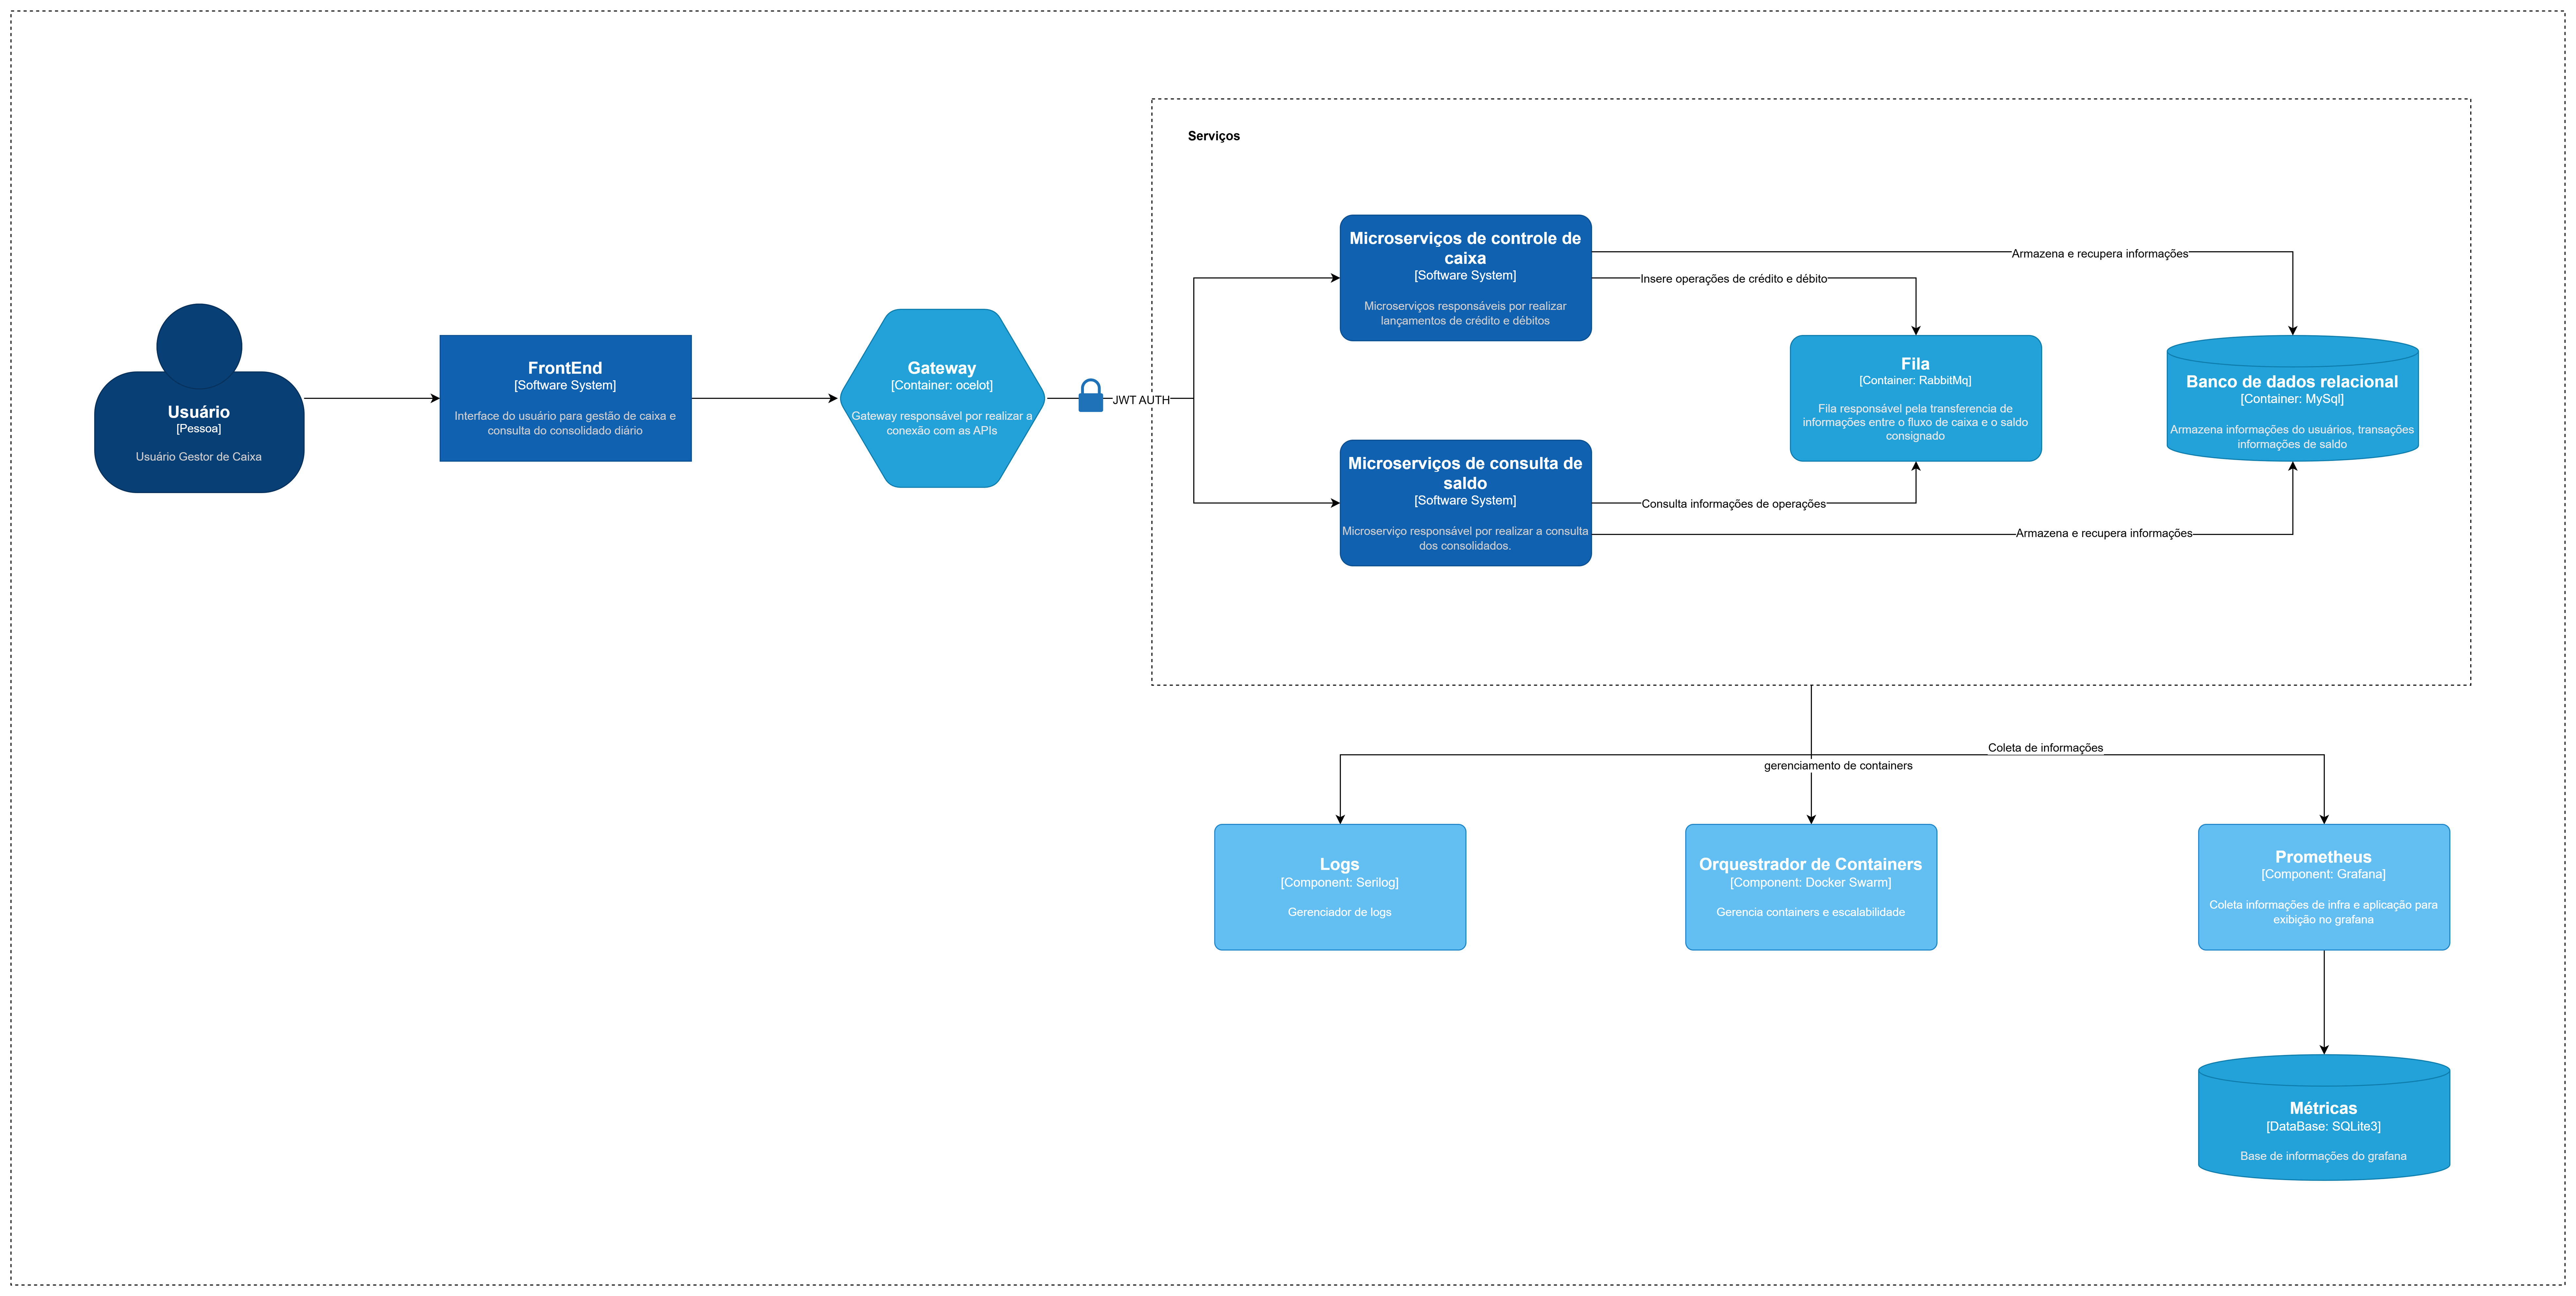 Serviços
Microserviços de controle de
caixa
[Software System]
Microserviços responsáveis por realizar
lançamentos de crédito e débitos
Armazena e recupera informações
Insere operações de crédito e débito
Usuário
[Pessoa]
Usuário Gestor de Caixa
FrontEnd
[Software System]
Interface do usuário para gestão de caixa e
consulta do consolidado diário
Gateway
[Container: ocelot]
Gateway responsável por realizar a
conexão com as APIs
JWT AUTH
Fila
[Container: RabbitMq]
Fila responsável pela transferencia de
informações entre o fluxo de caixa e o saldo
consignado
Banco de dados relacional
[Container: MySql]
Armazena informações do usuários, transações
informações de saldo
Microserviços de consulta de
saldo
[Software System]
Microserviço responsável por realizar a consulta
dos consolidados.
Consulta informações de operações
Armazena e recupera informações
Coleta de informações
gerenciamento de containers
Logs
[Component: Serilog]
Gerenciador de logs
Orquestrador de Containers
[Component: Docker Swarm]
Gerencia containers e escalabilidade
Prometheus
[Component: Grafana]
Coleta informações de infra e aplicação para
exibição no grafana
Métricas
[DataBase: SQLite3]
Base de informações do grafana